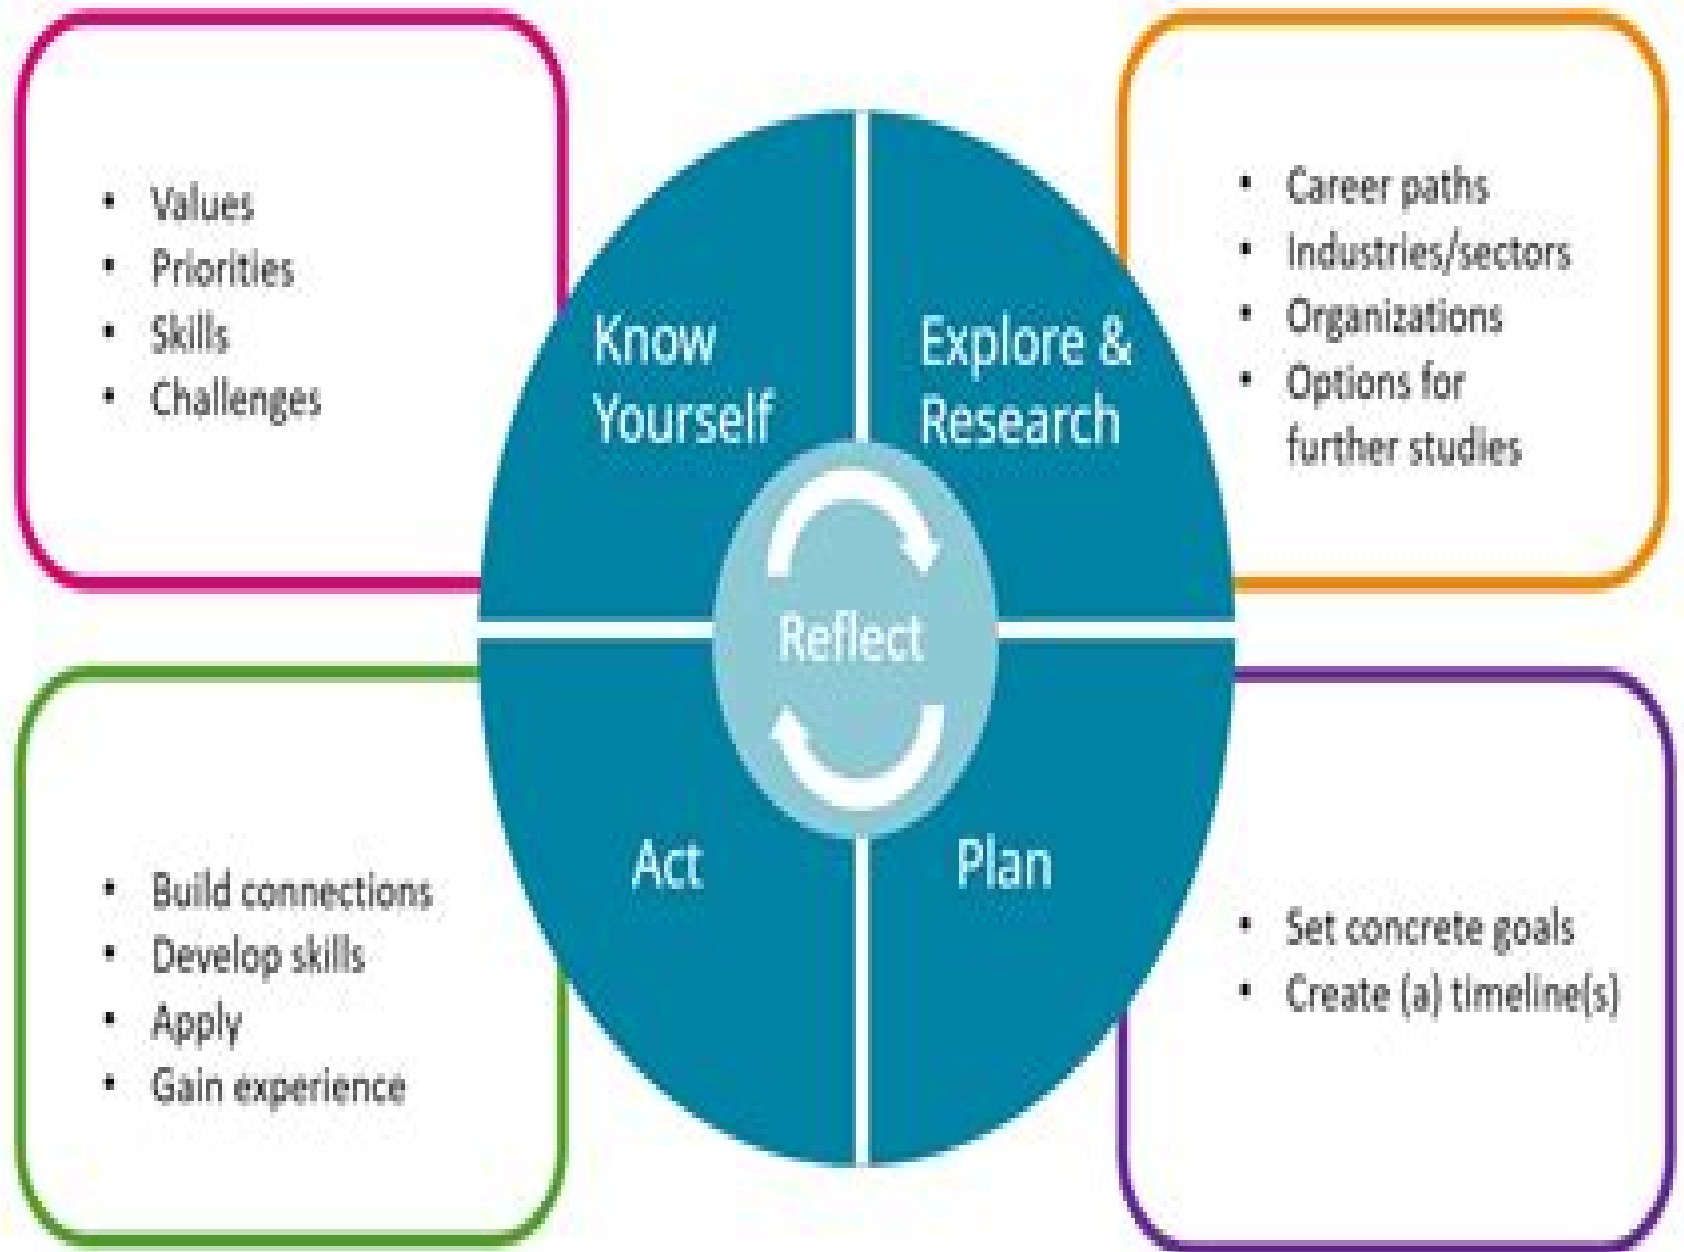 • Values
• Priorities
• Skills
• Challenges
Know
Yourself
Explore &
Research
• Career paths
• Industries/sectors
• Organizations
• Options for
further studies
Reflect
• Build connections
• Develop skills
• Apply
• Gain experience
Act
Plan
• Set concrete goals
• Create (a) timeline(s)